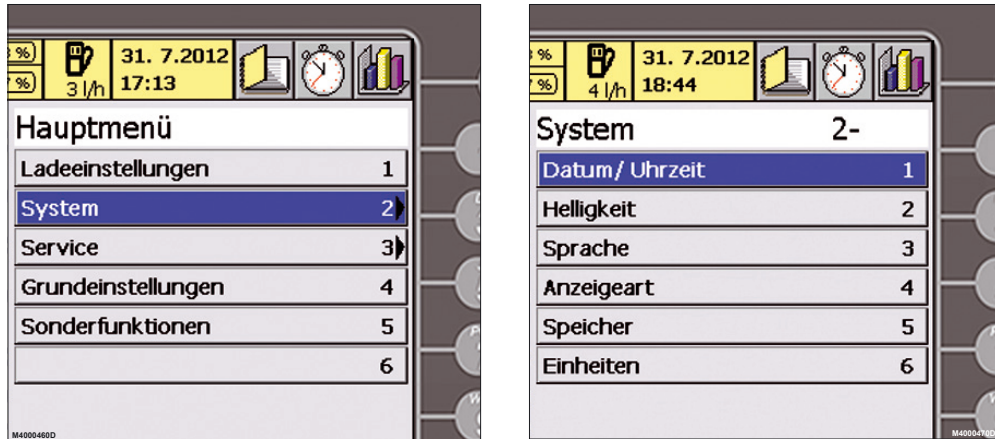 31. 7.2012
3 l/h 17:13
Hauptmenü
Ladeeinstellungen 1
System 2
Service 3
Grundeinstellungen 4
Sonderfunktionen 5
6
M4000460D
31. 7.2012
4 l/h 18:44
System 2-
Datum/ Uhrzeit 1
Helligkeit 2
Sprache 3
Anzeigeart 4
Speicher 5
Einheiten 6
M4000470D